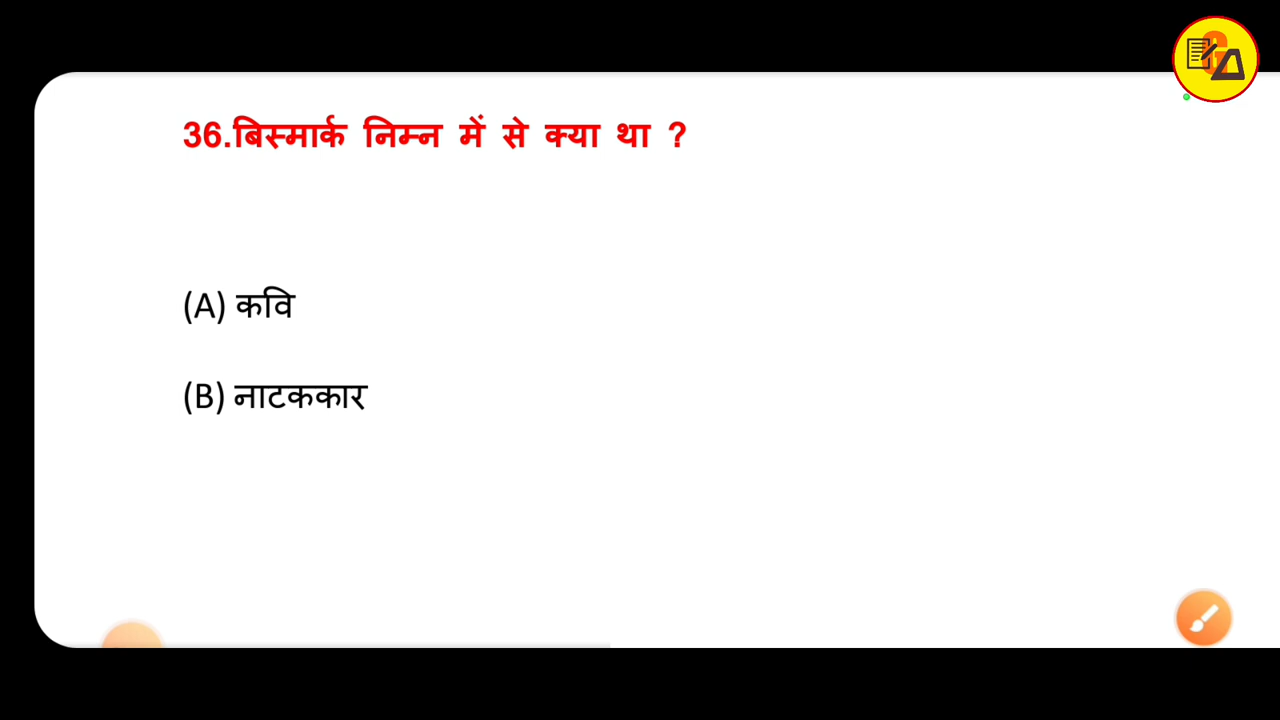 36.बिस्मार्क निम्न में से क्या था ?
(A) कवि
(B) नाटककार